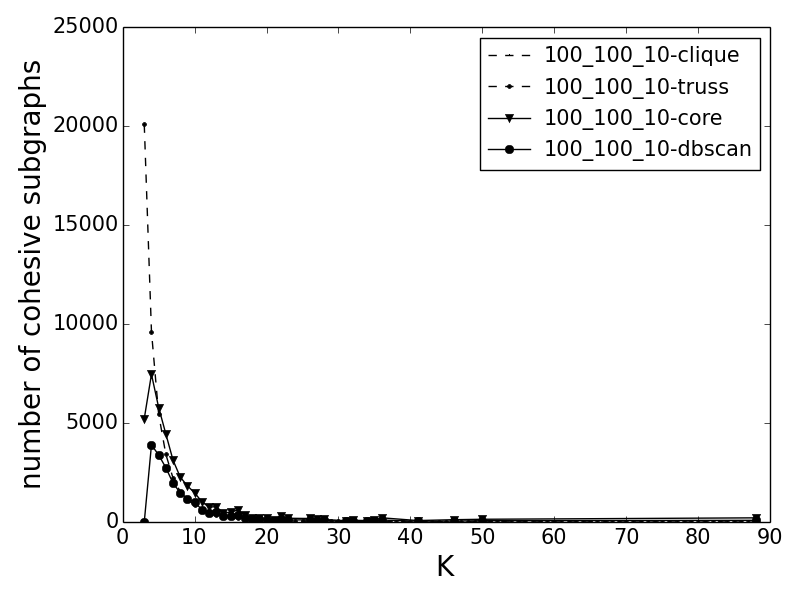 25000
20000
15000
10000
5000
0
number of cohesive subgraphs
100_100_10-clique
100_100_10-truss
100_100_10-core
100_100_10-dbscan
0 10 20 30 40 50 60 70 80 90
K